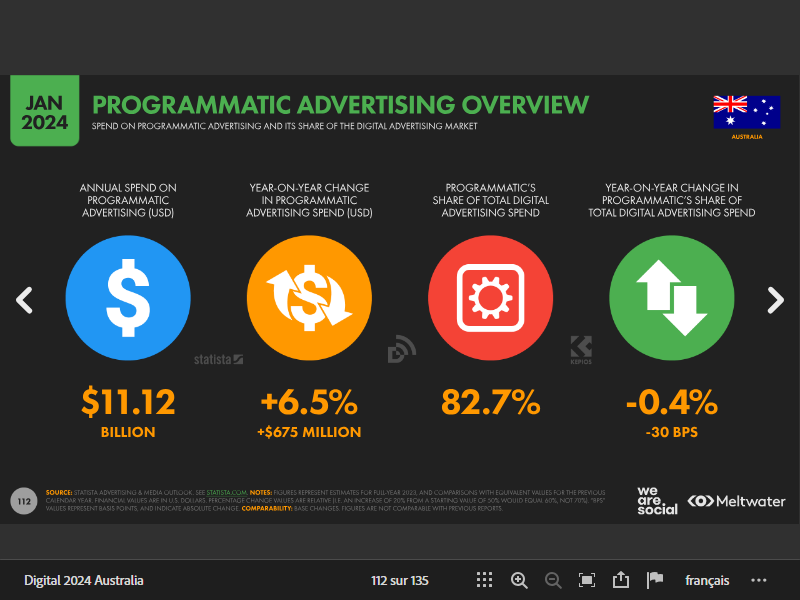 JAN
2024
PROGRAMMATIC ADVERTISING OVERVIEW
SPEND ON PROGRAMMATIC ADVERTISING AND ITS SHARE OF THE DIGITAL ADVERTISING MARKET
AUSTRALIA
ANNUAL SPEND ON
PROGRAMMATIC
ADVERTISING (USD)
YEAR-ON-YEAR CHANGE
IN PROGRAMMATIC
ADVERTISING SPEND (USD)
PROGRAMMATIC'S
SHARE OF TOTAL DIGITAL
ADVERTISING SPEND
YEAR-ON-YEAR CHANGE IN
PROGRAMMATIC'S SHARE OF
TOTAL DIGITAL ADVERTISING SPEND
statista
KEPIOS
$11.12
BILLION
+6.5%
+$675 MILLION
82.7%
-0.4%
-30 BPS
112
SOURCE: STATISTA ADVERTISING & MEDIA OUTLOOK. SEE STATISTA.COM. NOTES: FIGURES REPRESENT ESTIMATES FOR FULL-YEAR 2023, AND COMPARISONS WITH EQUIVALENT VALUES FOR THE PREVIOUS
CALENDAR YEAR. FINANCIAL VALUES ARE IN U.S. DOLLARS. PERCENTAGE CHANGE VALUES ARE RELATIVE (I.E. AN INCREASE OF 20% FROM A STARTING VALUE OF 50% WOULD EQUAL 60%, NOT 70%). "BPS"
VALUES REPRESENT BASIS POINTS, AND INDICATE ABSOLUTE CHANGE. COMPARABILITY: BASE CHANGES. FIGURES ARE NOT COMPARABLE WITH PREVIOUS REPORTS.
we
are.
social
Meltwater
Digital 2024 Australia
112 sur 135
français